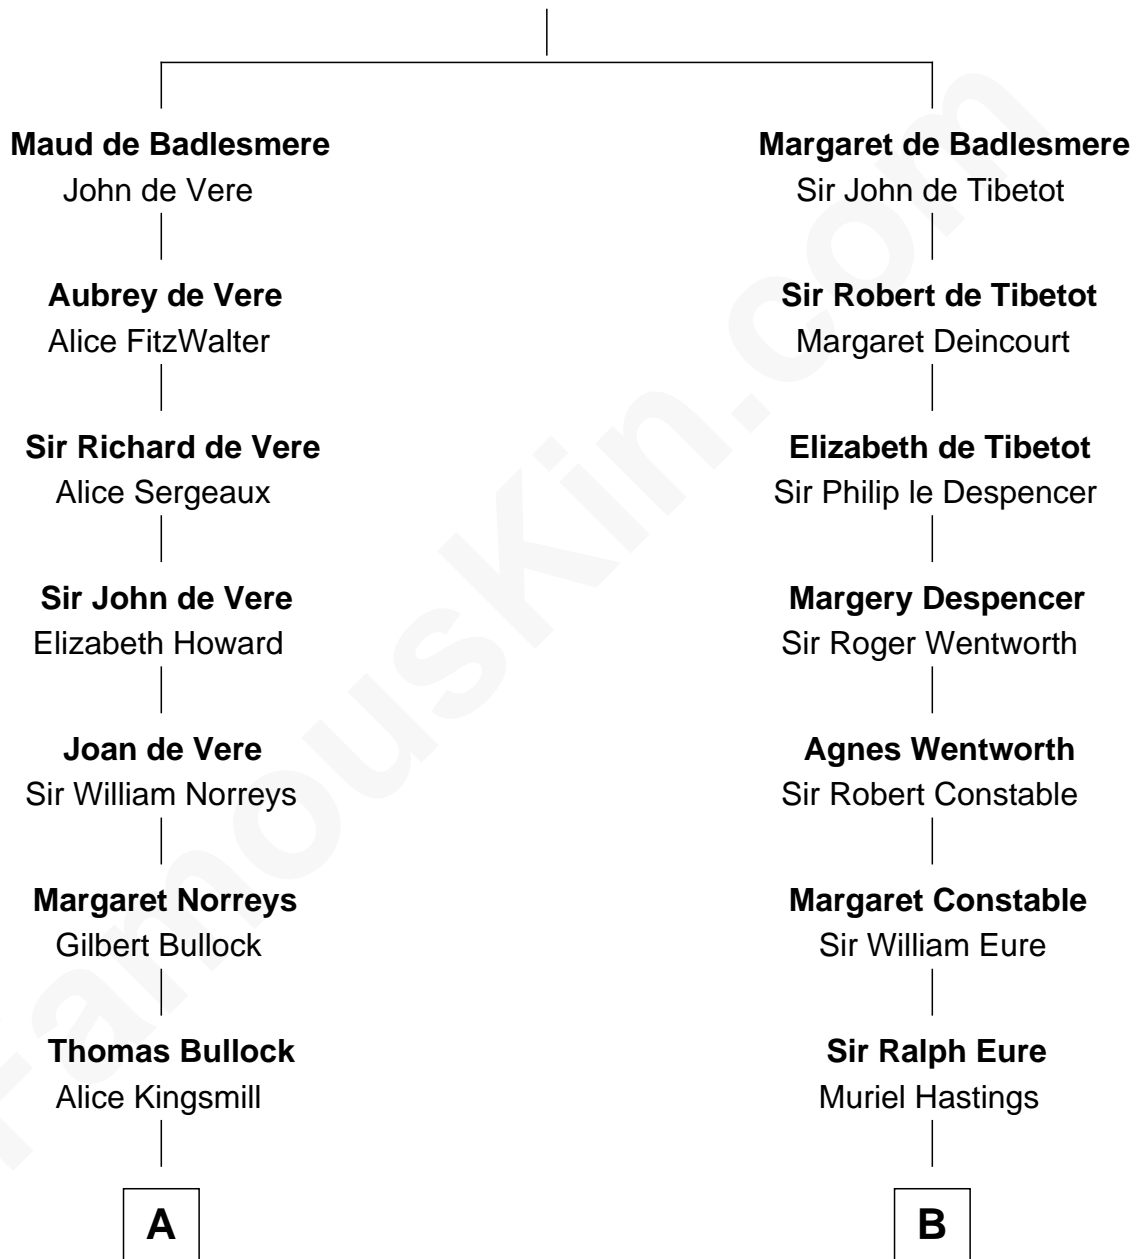 Maud de Badlesmere
John de Vere
Aubrey de Vere
Alice FitzWalter
Sir Richard de Vere
Alice Sergeaux
Sir John de Vere
Elizabeth Howard
Joan de Vere
Sir William Norreys
Margaret Norreys
Gilbert Bullock
Thomas Bullock
Alice Kingsmill
A
Margaret de Badlesmere
Sir John de Tibetot
Sir Robert de Tibetot
Margaret Deincourt
Elizabeth de Tibetot
Sir Philip le Despencer
Margery Despencer
Sir Roger Wentworth
Agnes Wentworth
Sir Robert Constable
Margaret Constable
Sir William Eure
Sir Ralph Eure
Muriel Hastings
B
FamousKin.com